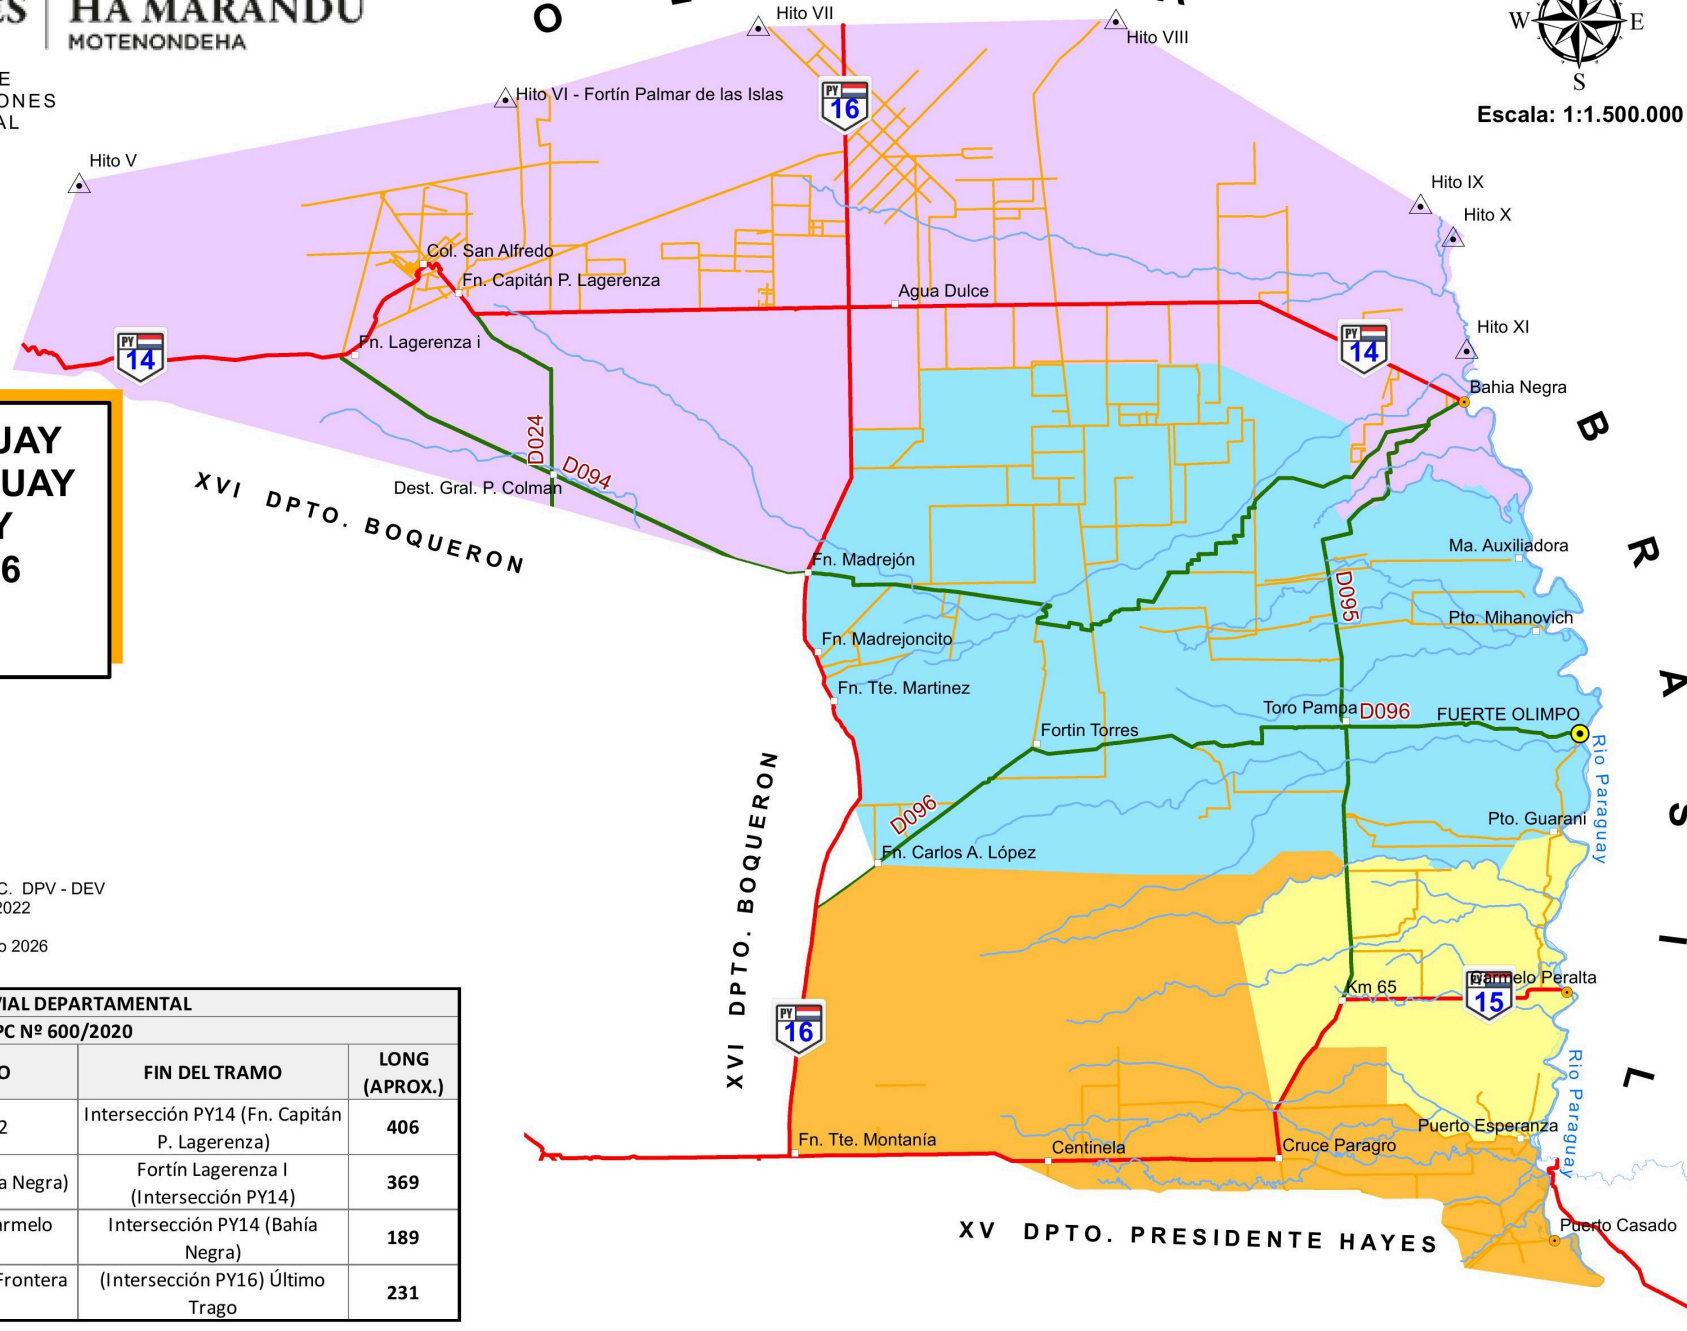 HA MARANDU
MOTENONDEHA
ONES
Hito VII
Hito VIII
W
E
S
Escala: 1:1.500.000
O
PY
16
Hito VI - Fortín Palmar de las Islas
Hito V
Hito IX
Hito X
Col. San Alfredo
Fn. Capitán P. Lagerenza
Agua Dulce
Hito XI
PY
14
Fn. Lagerenza i
PY
14
Bahia Negra
B
UAY
UAY
Y
6
D024
D094
Dest. Gral. P. Colman
XVI DPTO. BOQUERON
R
Ma. Auxiliadora
Fn. Madrejón
D095
Pto. Mihanovich
Fn. Madrejoncito
Fn. Tte. Martinez
A
Toro Pampa
D096
FUERTE OLIMPO
Fortin Torres
Rio Paraguay
S
D096
Pto. Guarani
Fn. Carlos A. López
XVI DPTO. BOQUERON
C. DPV - DEV
2022
o 2026
I
Carmelo Peralta
Km 65
PY
15
PY
16
L
Rio Paraguay
Puerto Esperanza
Fn. Tte. Montanía
Centinela
Cruce Paragro
Puerto Casado
XV DPTO. PRESIDENTE HAYES
VIAL DEPARTAMENTAL
PC Nº 600/2020
O
FIN DEL TRAMO
LONG
(APROX.)
2
Intersección PY14 (Fn. Capitán
P. Lagerenza)
406
a Negra)
Fortín Lagerenza I
(Intersección PY14)
369
armelo
Intersección PY14 (Bahía
Negra)
189
Frontera
(Intersección PY16) Último
Trago
231